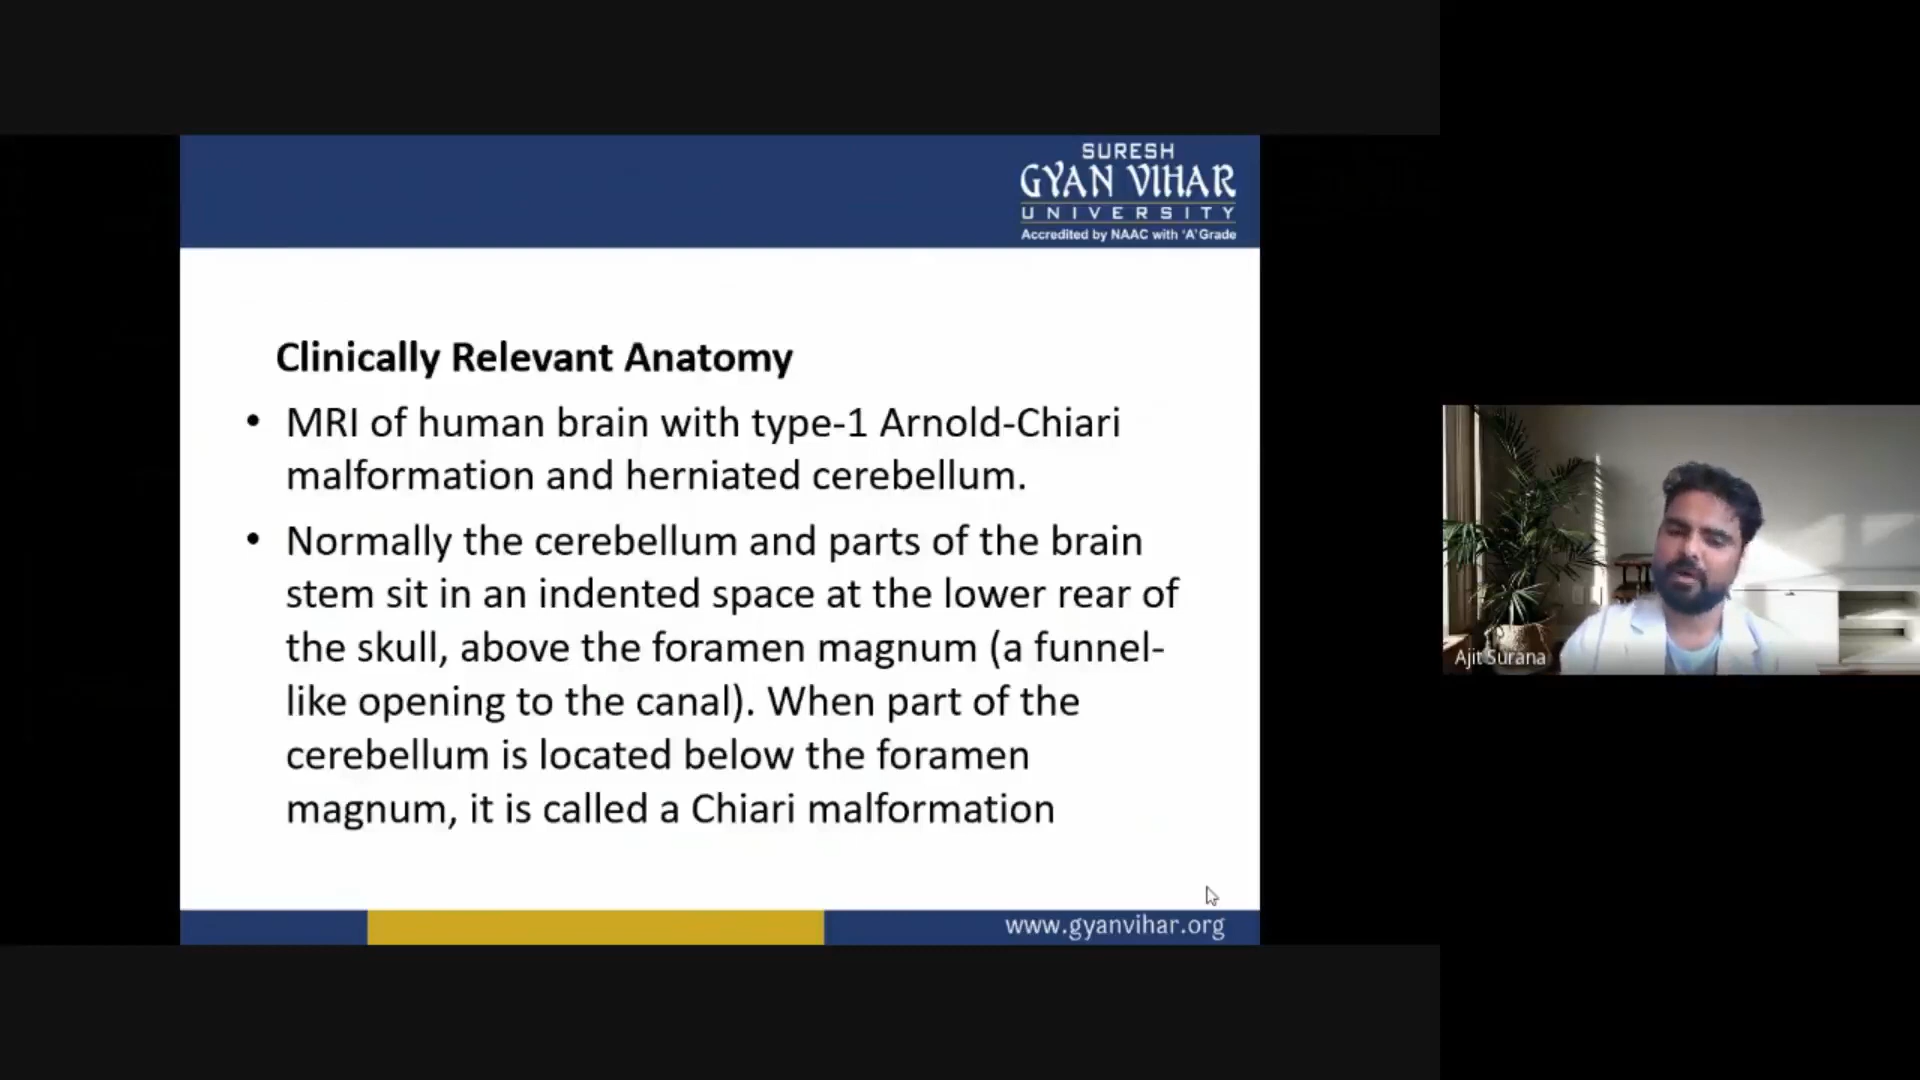 SURESH
GYAN VIHAR
UNIVERSITY
Accredited by NAAC with 'A' Grade
Clinically Relevant Anatomy
• MRI of human brain with type-1 Arnold-Chiari
malformation and herniated cerebellum.
• Normally the cerebellum and parts of the brain
stem sit in an indented space at the lower rear of
the skull, above the foramen magnum (a funnel-
like opening to the canal). When part of the
cerebellum is located below the foramen
magnum, it is called a Chiari malformation
www.gyanvihar.org
Ajit Surana